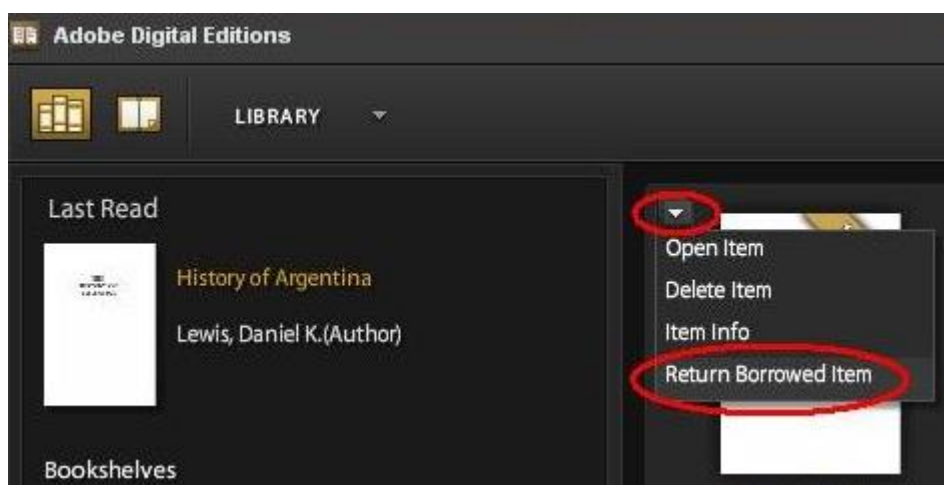 Adobe Digital Editions
LIBRARY
Last Read
History of Argentina
Lewis, Daniel K.(Author)
Bookshelves
Open Item
Delete Item
Item Info
Return Borrowed Item